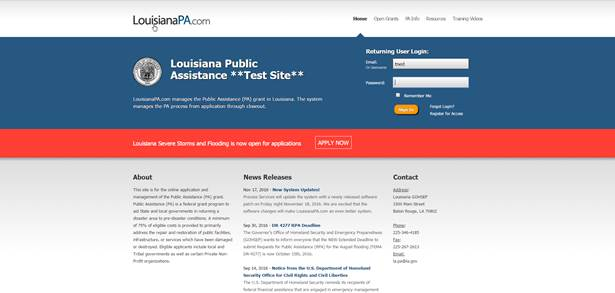 LouisianaPA.com
Home Open Grants PA Info Resources Training Videos
Louisiana Public
Assistance **Test Site**
LouisianaPA.com manages the Public Assistance (PA) grant in Louisiana. The system
manages the PA process from application through closeout.
Returning User Login:
Email:
Or Username
Password:
Remember Me
Sign In
Forgot Login?
Register for Access
Louisiana Severe Storms and Flooding is now open for applications
APPLY NOW
About
This site is for the online application and
management of the Public Assistance (PA) grant.
Public Assistance (PA) is a federal grant program to
aid State and local governments in returning a
disaster area to pre-disaster conditions. A minimum
of 75% of eligible costs is provided to primarily
address the repair and restoration of public facilities,
infrastructure, or services which have been damaged
or destroyed. Eligible applicants include local and
Tribal governments as well as certain Private Non-
Profit organizations.
News Releases
Nov 17, 2016 - New System Updates!
Process Services will update the system with a newly released software
patch on Friday night November 18, 2016. We are excited that the
software changes will make LouisianaPA.com an even better system.
Sep 30, 2016 - DR 4277 RPA Deadline
The Governor's Office of Homeland Security and Emergency Preparedness
(GOHSEP) wants to inform everyone that the NEW Extended Deadline to
submit Requests for Public Assistance (RPA) for the August flooding (FEMA-
DR-4277) is now October 15th, 2016.
Sep 14, 2016 - Notice from the U.S. Department of Homeland
Security Office for Civil Rights and Civil Liberties
The U.S. Department of Homeland Security reminds its recipients of
federal financial assistance that are engaged in emergency management
Contact
Address:
Louisiana GOHSEP
1500 Main Street
Baton Rouge, LA 70802
Phone:
Fax:
225-267-2613
Email:
la.pa@la.gov